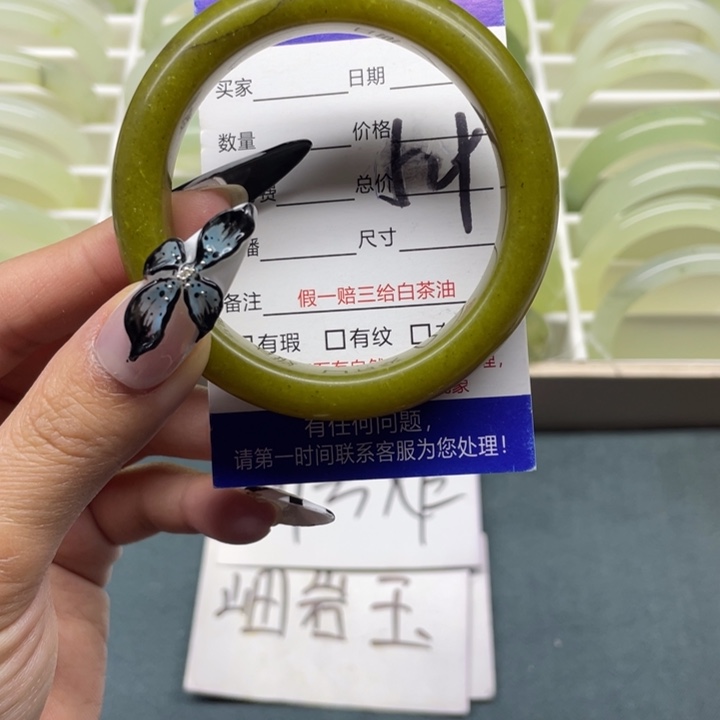 买家 日期
数量 价格
费 总价
播 尺寸
备注 假一赔三给白茶油
有瑕 □有纹 □
有任何问题，
请第一时间联系客服为您处理！
岫岩玉